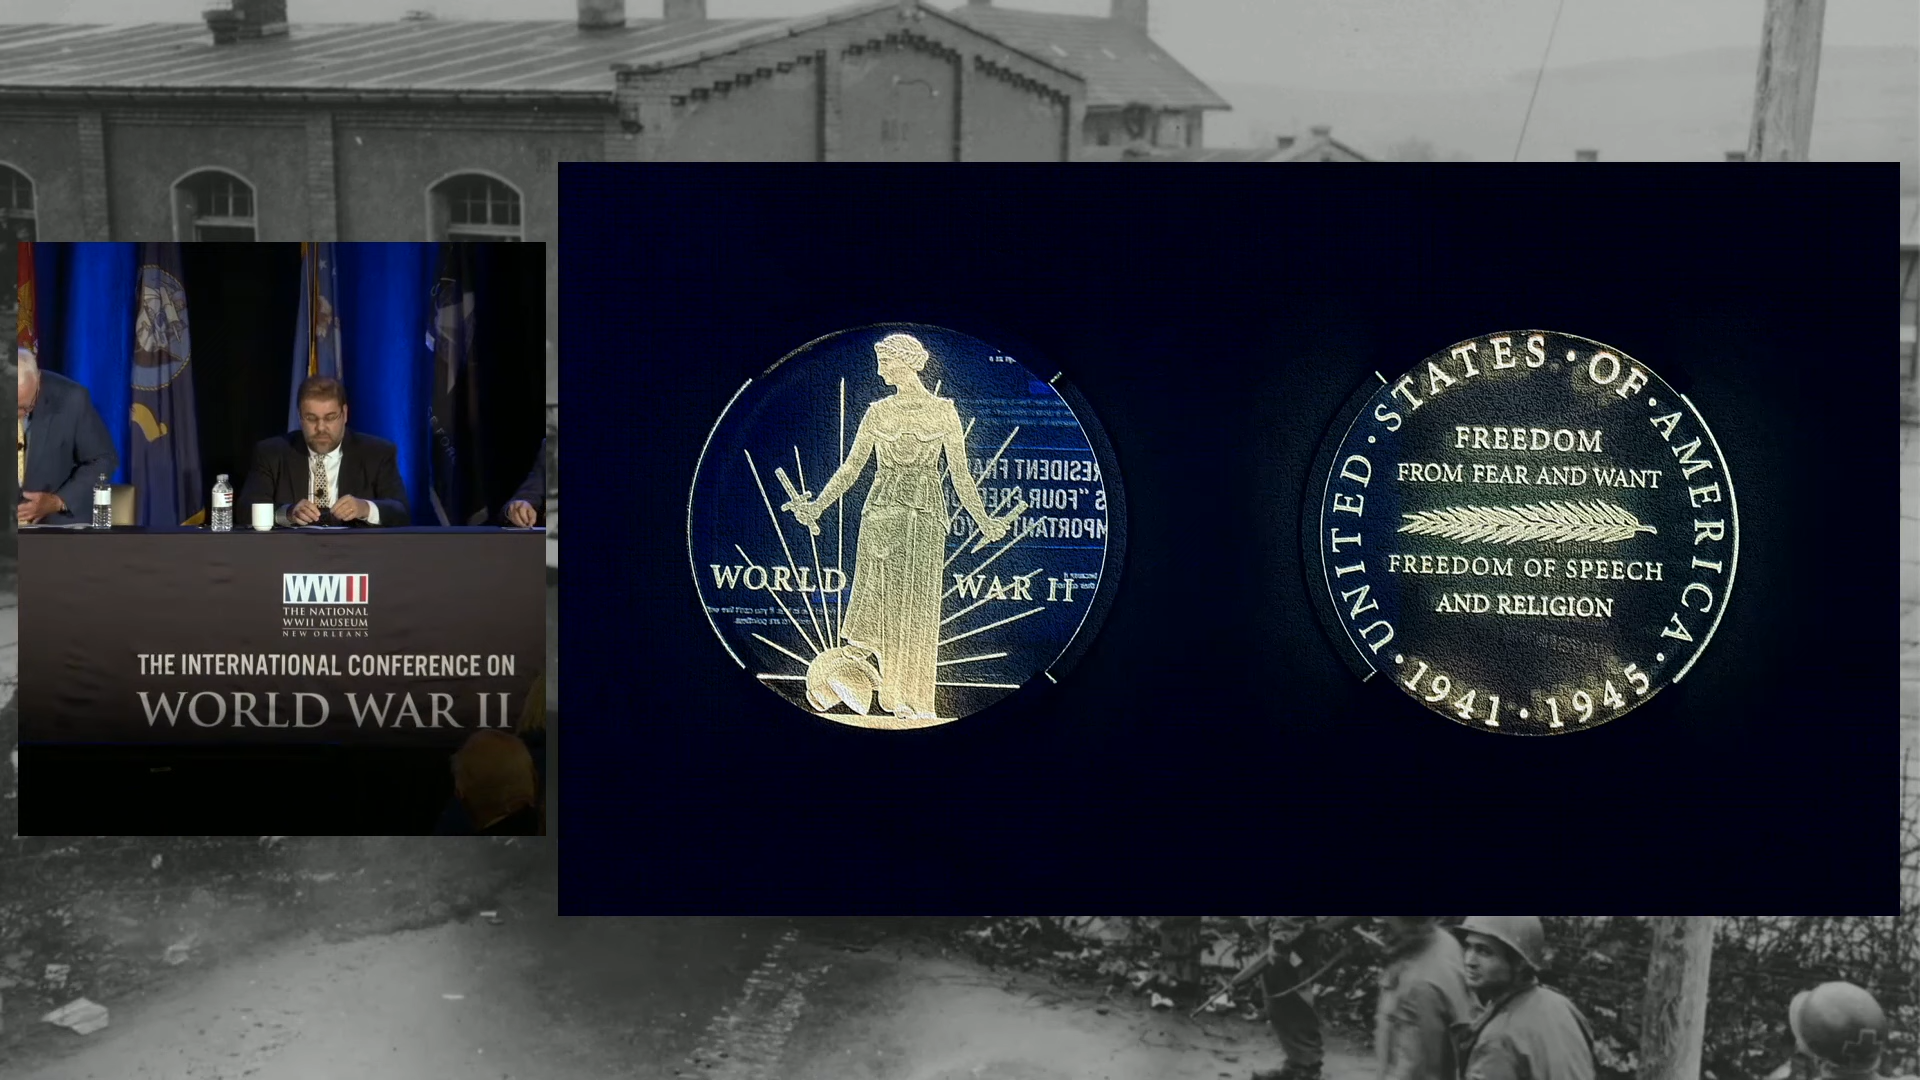 WWII
THE NATIONAL
WWII MUSEUM
NEW ORLEANS
THE INTERNATIONAL CONFERENCE ON
WORLD WAR II
WORLD WAR II
UNITED · STATES · OF · AMERICA ·
FREEDOM
FROM FEAR AND WANT
FREEDOM OF SPEECH
AND RELIGION
· 1941 · 1945 ·